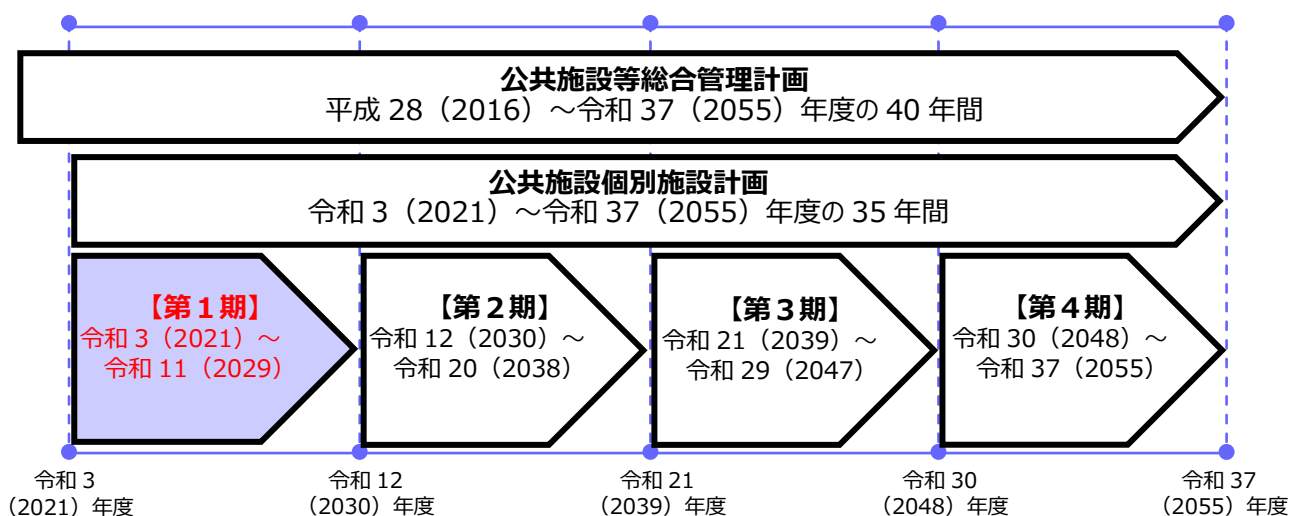 公共施設等総合管理計画
平成 28（2016）～令和 37（2055）年度の 40 年間
公共施設個別施設計画
令和 3（2021）～令和 37（2055）年度の 35 年間
【第１期】
令和 3（2021）～
令和 11（2029）
【第２期】
令和 12（2030）～
令和 20（2038）
【第３期】
令和 21（2039）～
令和 29（2047）
【第４期】
令和 30（2048）～
令和 37（2055）
令和 3
（2021）年度
令和 12
（2030）年度
令和 21
（2039）年度
令和 30
（2048）年度
令和 37
（2055）年度